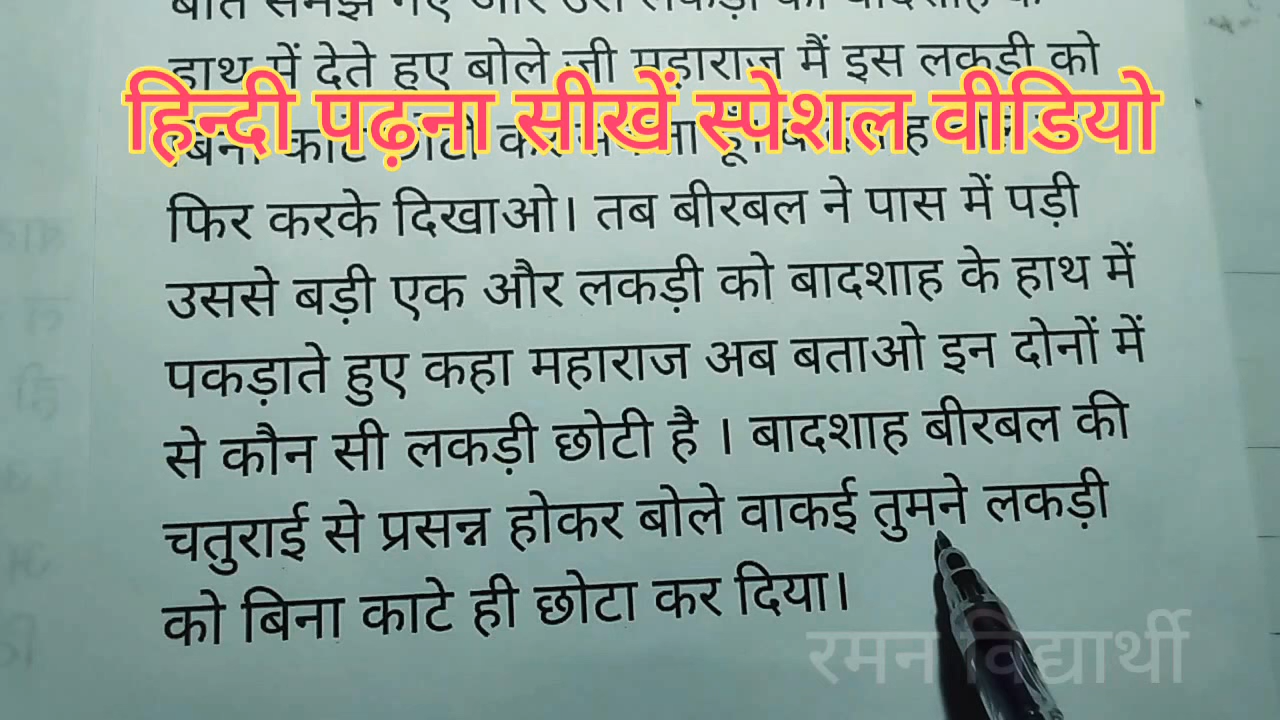 हाथ में देते हुए बोले जी महाराज मैं इस लकड़ी को
हिन्दी पढ़ना सीखें स्पेशल वीडियो
बिना काटे
फिर करके दिखाओ। तब बीरबल ने पास में पड़ी
उससे बड़ी एक और लकड़ी को बादशाह के हाथ में
पकड़ाते हुए कहा महाराज अब बताओ इन दोनों में
से कौन सी लकड़ी छोटी है । बादशाह बीरबल की
चतुराई से प्रसन्न होकर बोले वाकई तुमने लकड़ी
को बिना काटे ही छोटा कर दिया।
रमन विद्यार्थी